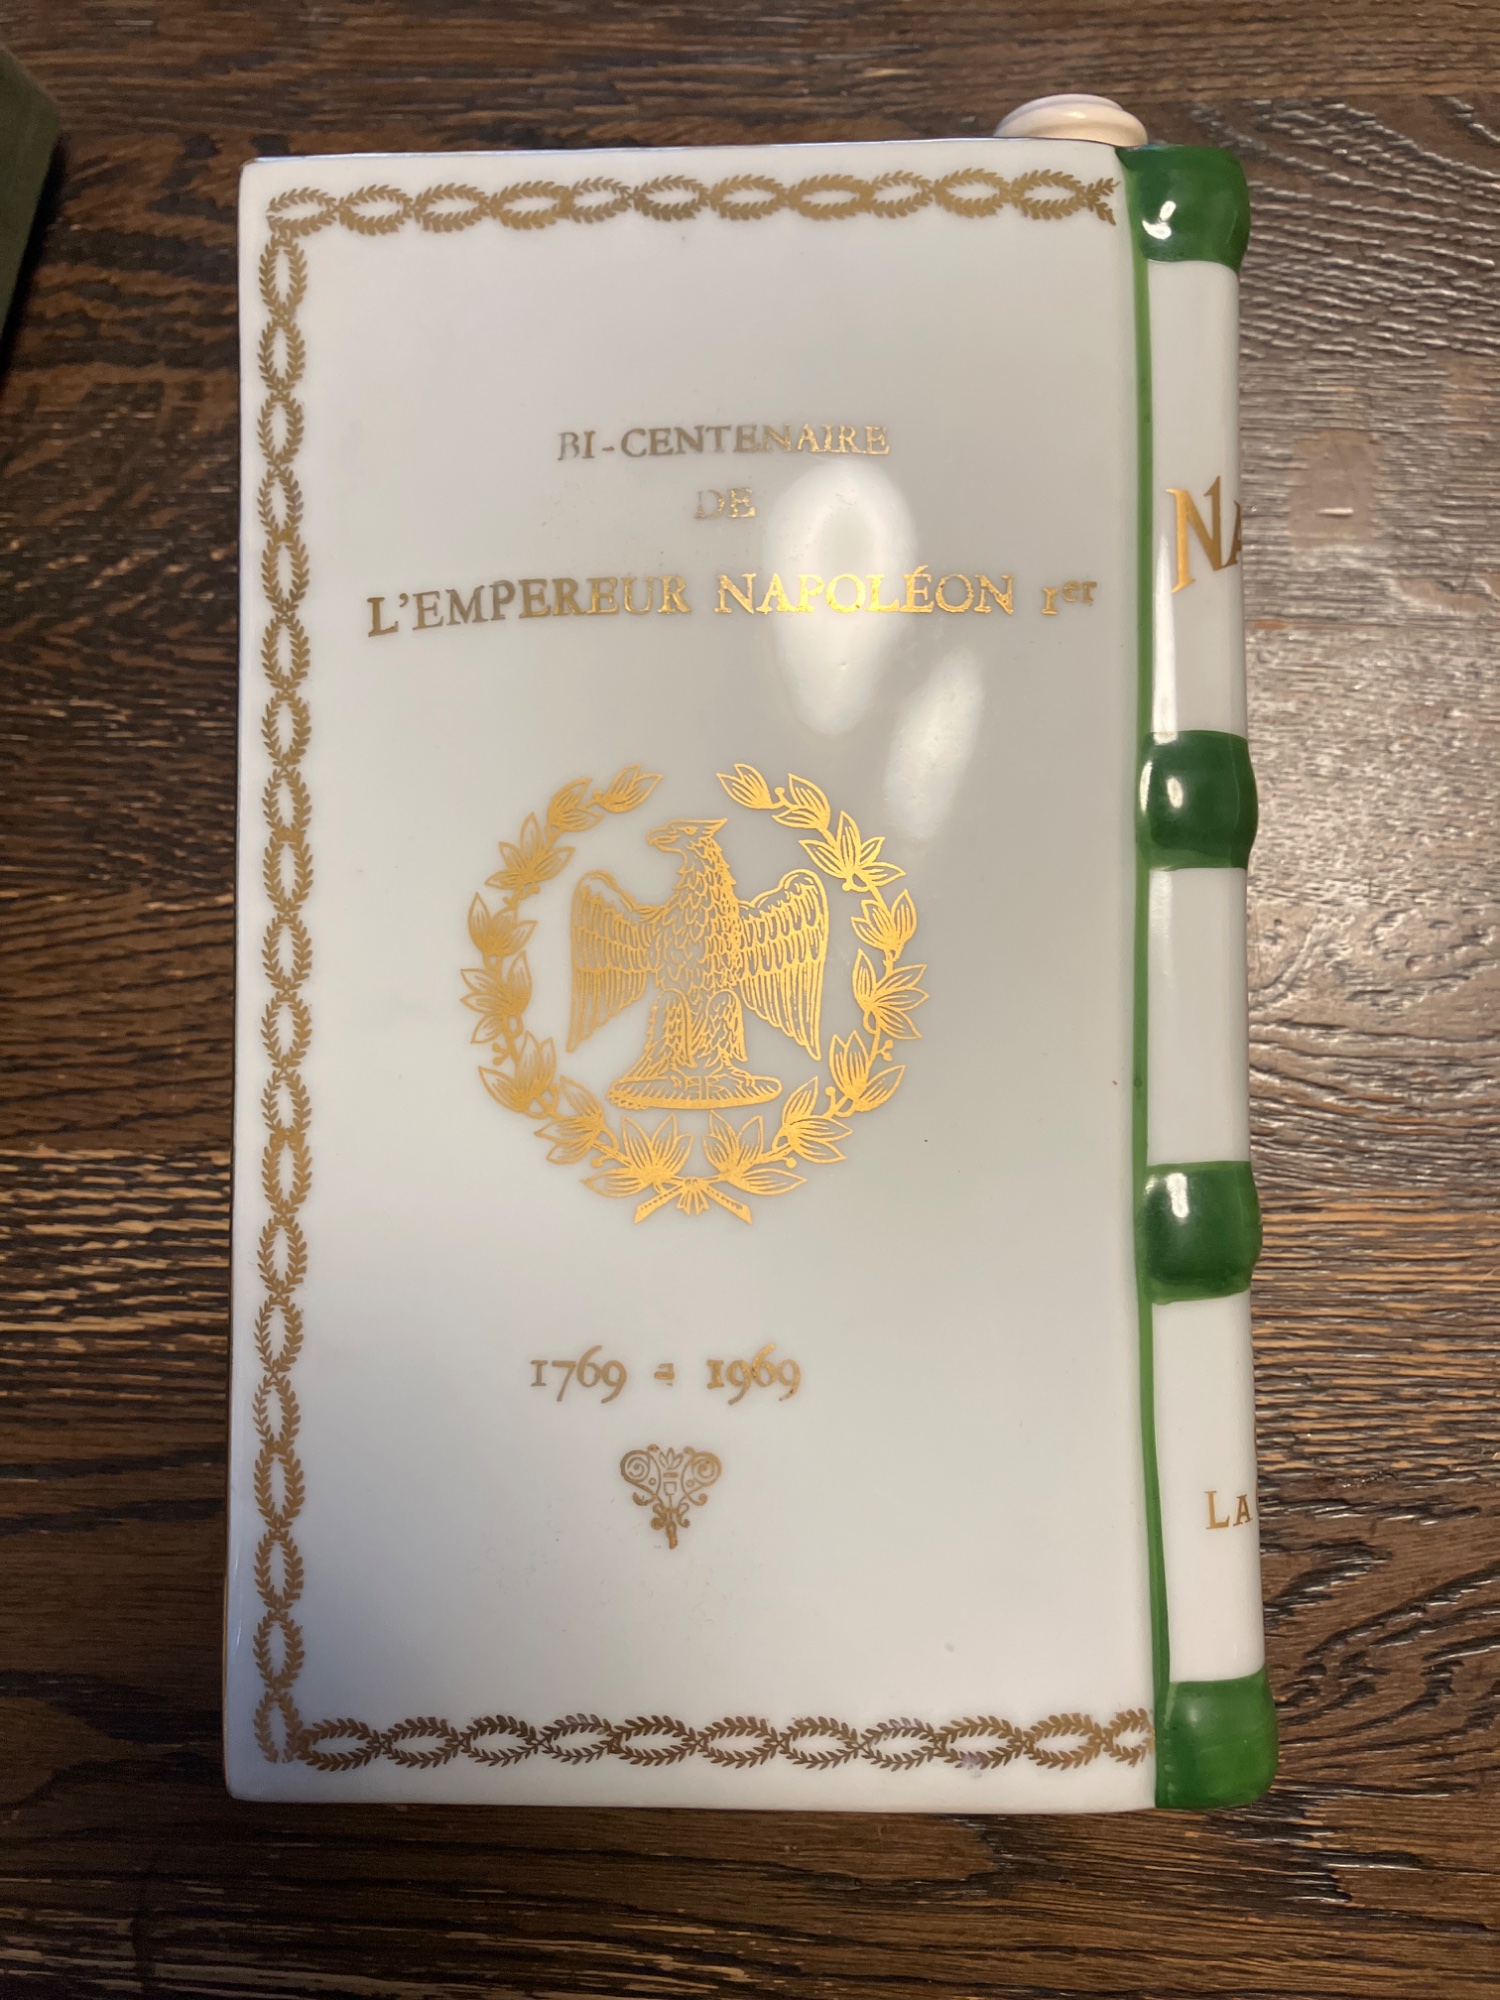 BI-CENTENAIRE
DE
L'EMPEREUR NAPOLÉON 1er
1769 = 1969
NA
LA